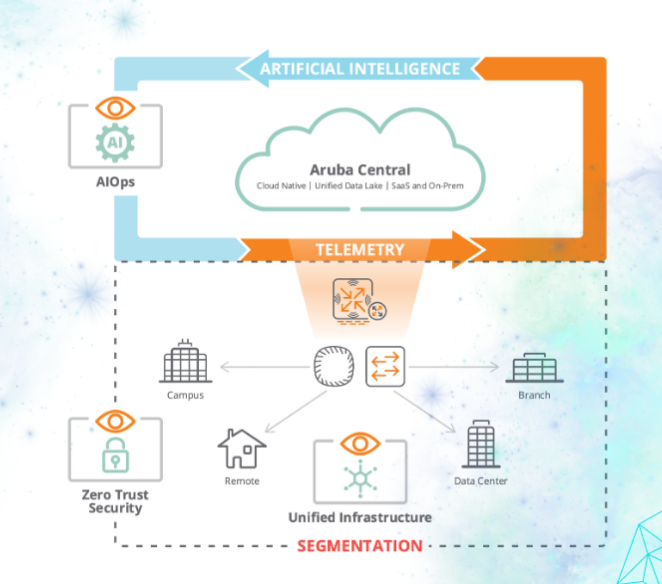 ARTIFICIAL INTELLIGENCE
AI
AIOps
Aruba Central
Cloud Native | Unified Data Lake | SaaS and On-Prem
TELEMETRY
Campus
Branch
Remote
Data Center
Zero Trust
Security
Unified Infrastructure
SEGMENTATION